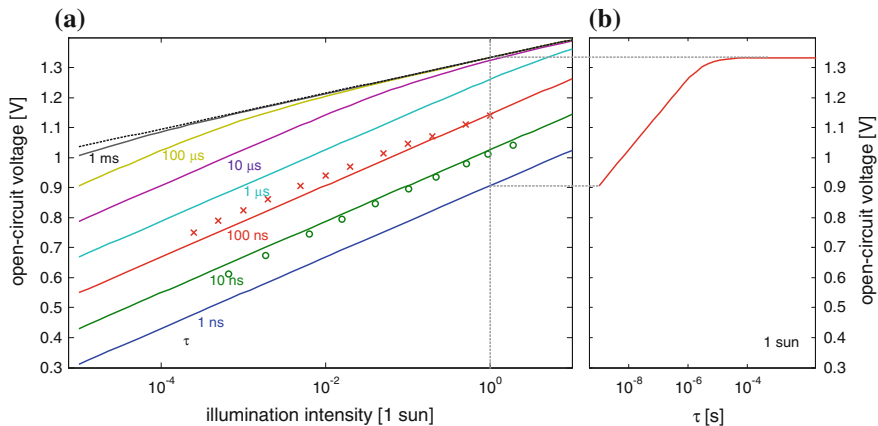 (a)
(b)
open-circuit voltage [V]
1.3
1.2
1.1
1.0
0.9
0.8
0.7
0.6
0.5
0.4
0.3
1 ms
100 µs
10 µs
1 µs
100 ns
10 ns
1 ns
τ
10⁻⁴
10⁻²
10⁰
illumination intensity [1 sun]
1 sun
10⁻⁸
10⁻⁶
10⁻⁴
τ [s]
1.3
1.2
1.1
1.0
0.9
0.8
0.7
0.6
0.5
0.4
0.3
open-circuit voltage [V]